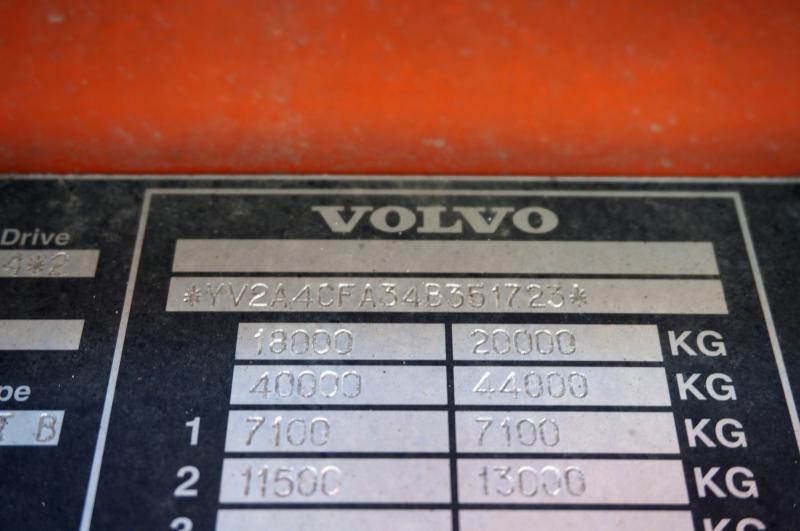 VOLVO
Drive
4*2
*YV2A4CFA34B351723*
18000 20000 KG
40000 44000 KG
1 7100 7100 KG
2 11500 13000 KG
B